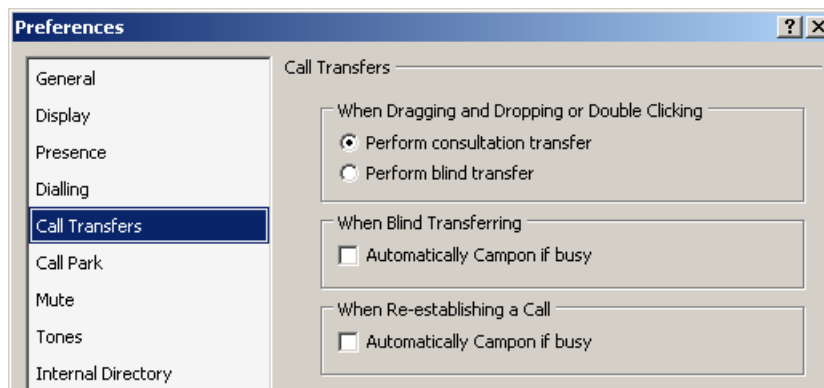 Preferences
General
Display
Presence
Dialling
Call Transfers
Call Park
Mute
Tones
Internal Directory
Call Transfers
When Dragging and Dropping or Double Clicking
Perform consultation transfer
Perform blind transfer
When Blind Transferring
Automatically Campon if busy
When Re-establishing a Call
Automatically Campon if busy